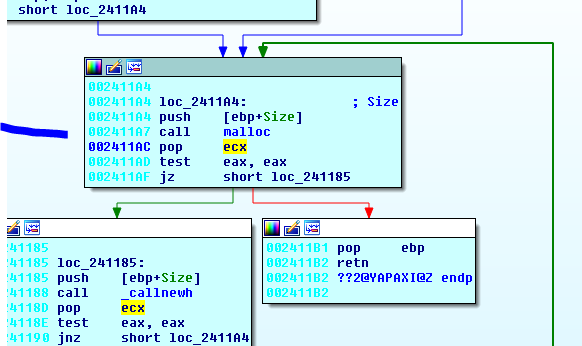 short loc_2411A4
002411A4
002411A4 loc_2411A4: ; Size
002411A4 push [ebp+Size]
002411A7 call malloc
002411AC pop ecx
002411AD test eax, eax
002411AF jz short loc_241185
241185
241185 loc_241185:
241185 push [ebp+Size]
241188 call _callnewh
24118D pop ecx
24118E test eax, eax
241190 jnz short loc_2411A4
002411B1 pop ebp
002411B2 retn
002411B2 ??2@YAPAXI@Z endp
002411B2